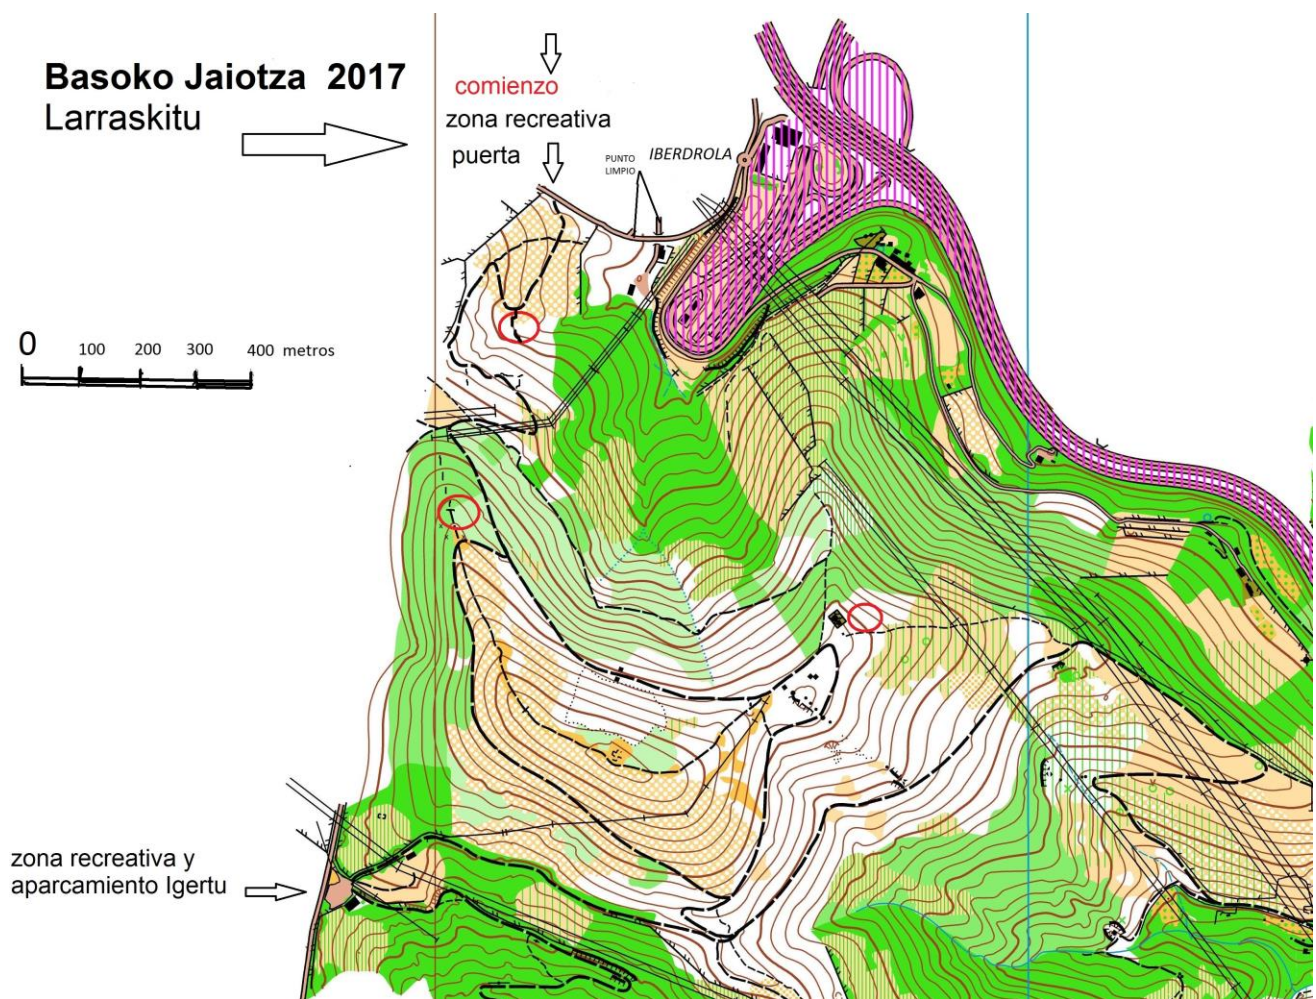 Basoko Jaiotza 2017
Larraskitu
comienzo
zona recreativa
puerta
PUNTO
LIMPIO
IBERDROLA
0 100 200 300 400 metros
zona recreativa y
aparcamiento Igertu